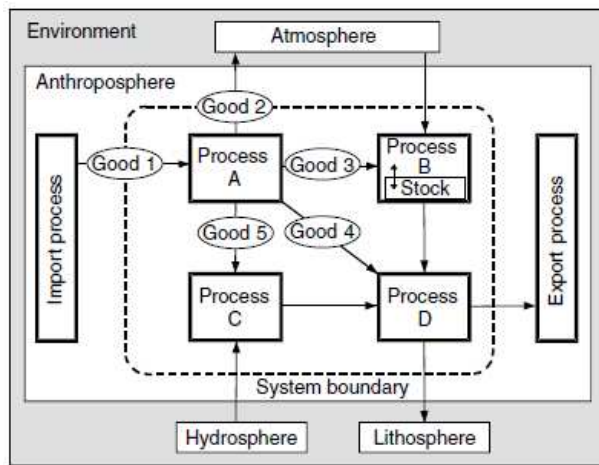 Environment
Atmosphere
Anthroposphere
Good 2
Import process
Good 1
Process
A
Good 3
Process
B
Stock
Export process
Good 5
Good 4
Process
C
Process
D
System boundary
Hydrosphere
Lithosphere